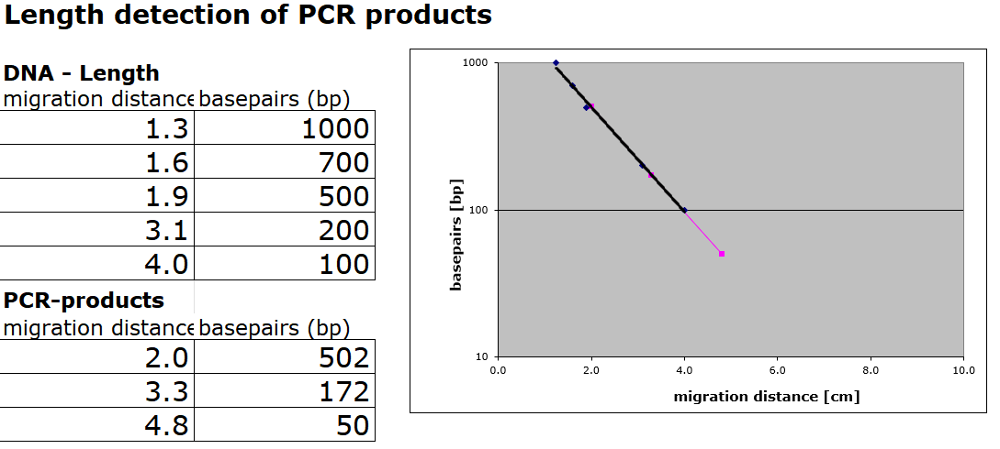 Length detection of PCR products
DNA - Length
migration distance basepairs (bp)
1.3 1000
1.6 700
1.9 500
3.1 200
4.0 100
PCR-products
migration distance basepairs (bp)
2.0 502
3.3 172
4.8 50
1000
100
10
basepairs [bp]
0.0 2.0 4.0 6.0 8.0 10.0
migration distance [cm]